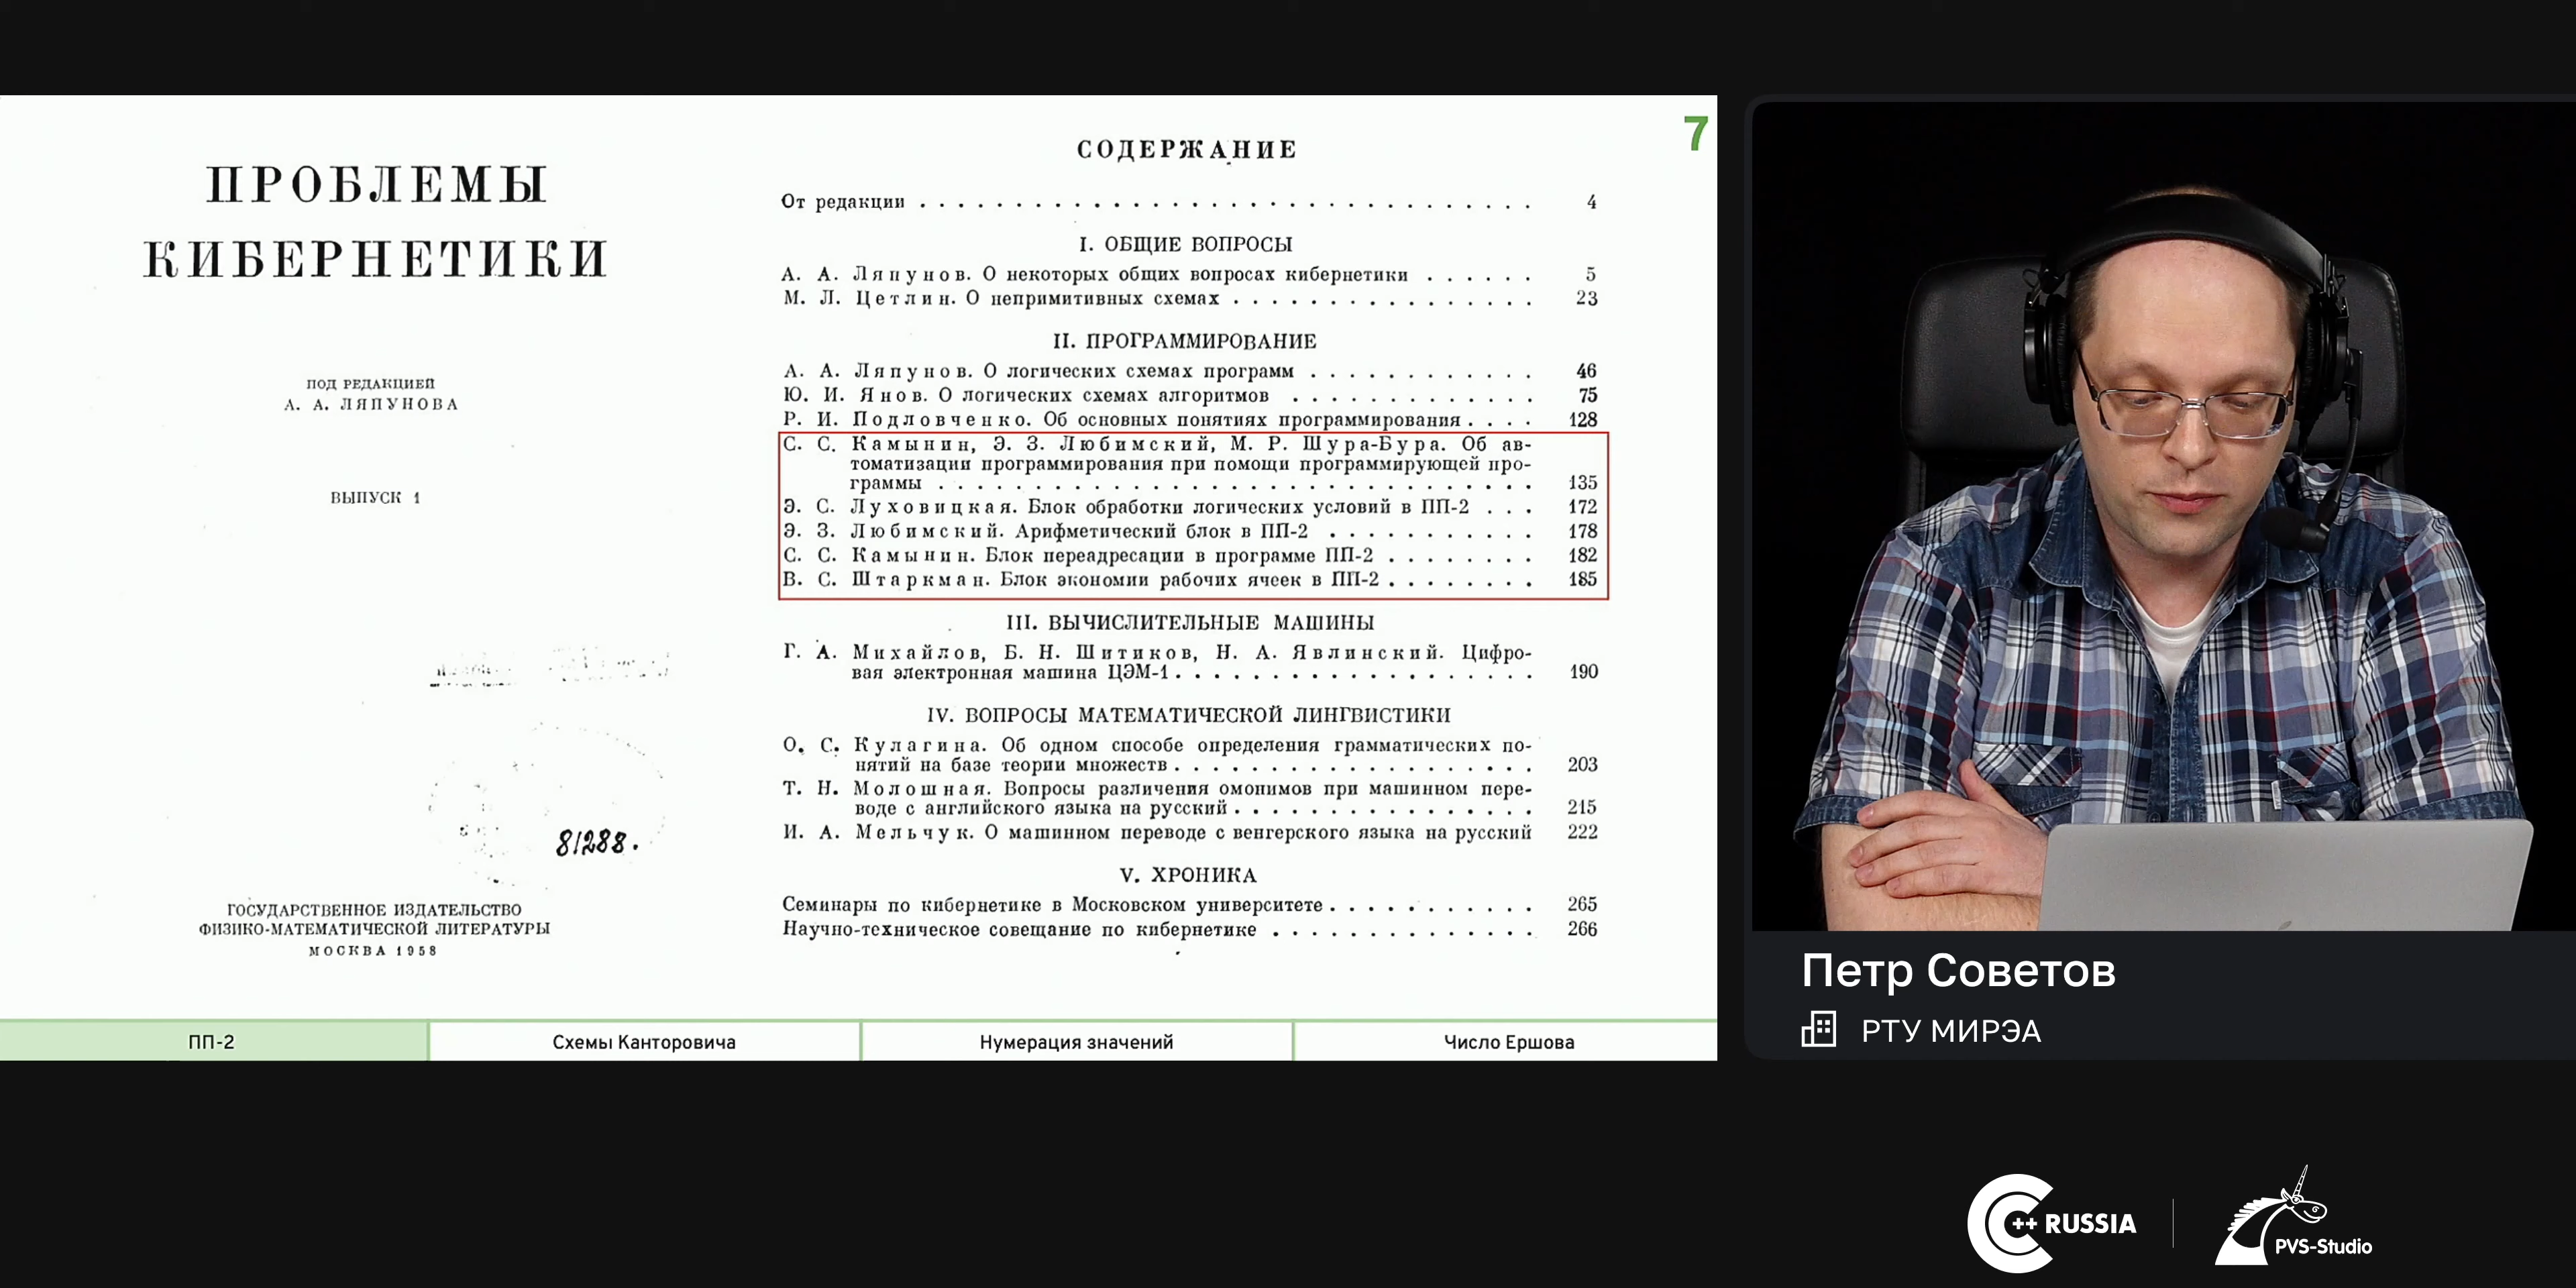 ПРОБЛЕМЫ
КИБЕРНЕТИКИ
ПОД РЕДАКЦИЕЙ
А. А. ЛЯПУНОВА
ВЫПУСК 1
81288.
ГОСУДАРСТВЕННОЕ ИЗДАТЕЛЬСТВО
ФИЗИКО-МАТЕМАТИЧЕСКОЙ ЛИТЕРАТУРЫ
МОСКВА 1958
7
СОДЕРЖАНИЕ
От редакции . . . . . . . . . . . . . . . . . . . . . . . . . . . . . . . . 4
I. ОБЩИЕ ВОПРОСЫ
А. А. Ляпунов. О некоторых общих вопросах кибернетики . . . . . . 5
М. Л. Цетлин. О непримитивных схемах . . . . . . . . . . . . . . . . 23
II. ПРОГРАММИРОВАНИЕ
А. А. Ляпунов. О логических схемах программ . . . . . . . . . . . . 46
Ю. И. Янов. О логических схемах алгоритмов . . . . . . . . . . . . . 75
Р. И. Подловченко. Об основных понятиях программирования. . . . 128
С. С. Камынин, Э. З. Любимский, М. Р. Шура-Бура. Об ав-
томатизации программирования при помощи программирующей про-
граммы . . . . . . . . . . . . . . . . . . . . . . . . . . . . . . . 135
Э. С. Луховицкая. Блок обработки логических условий в ПП-2 . . . 172
Э. З. Любимский. Арифметический блок в ПП-2 . . . . . . . . . . . 178
С. С. Камынин. Блок переадресации в программе ПП-2 . . . . . . . . 182
В. С. Штаркман. Блок экономии рабочих ячеек в ПП-2 . . . . . . . . 185
III. ВЫЧИСЛИТЕЛЬНЫЕ МАШИНЫ
Г. А. Михайлов, Б. Н. Шитиков, Н. А. Явлинский. Цифро-
вая электронная машина ЦЭМ-1. . . . . . . . . . . . . . . . . . . 190
IV. ВОПРОСЫ МАТЕМАТИЧЕСКОЙ ЛИНГВИСТИКИ
О. С. Кулагина. Об одном способе определения грамматических по-
нятий на базе теории множеств . . . . . . . . . . . . . . . . . . . 203
Т. Н. Молошная. Вопросы различения омонимов при машинном пере-
воде с английского языка на русский . . . . . . . . . . . . . . . . 215
И. А. Мельчук. О машинном переводе с венгерского языка на русский 222
V. ХРОНИКА
Семинары по кибернетике в Московском университете . . . . . . . . . . . 265
Научно-техническое совещание по кибернетике . . . . . . . . . . . . . . 266
ПП-2
Схемы Канторовича
Нумерация значений
Число Ершова
Петр Советов
РТУ МИРЭА
C++ RUSSIA
PVS-Studio